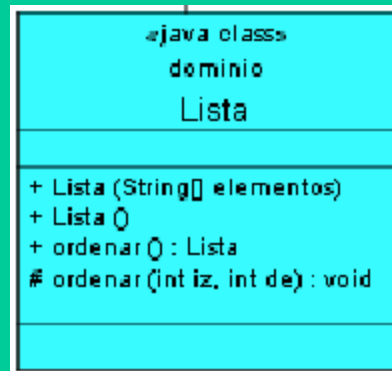 «java class»
dominio
Lista
+ Lista (String[] elementos)
+ Lista ()
+ ordenar() : Lista
# ordenar(int iz, int de) : void